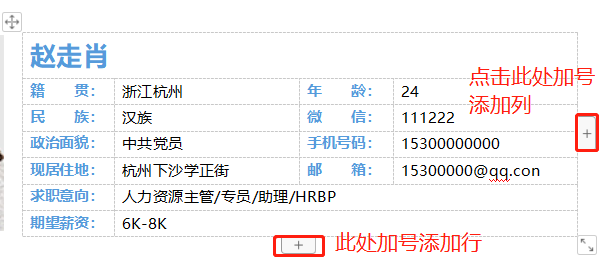 赵走肖
籍 贯： 浙江杭州 年 龄： 24
民 族： 汉族 微 信： 111222
政治面貌： 中共党员 手机号码： 15300000000
现居住地： 杭州下沙学正街 邮 箱： 15300000@qq.con
求职意向： 人力资源主管/专员/助理/HRBP
期望薪资： 6K-8K
点击此处加号
添加列
此处加号添加行